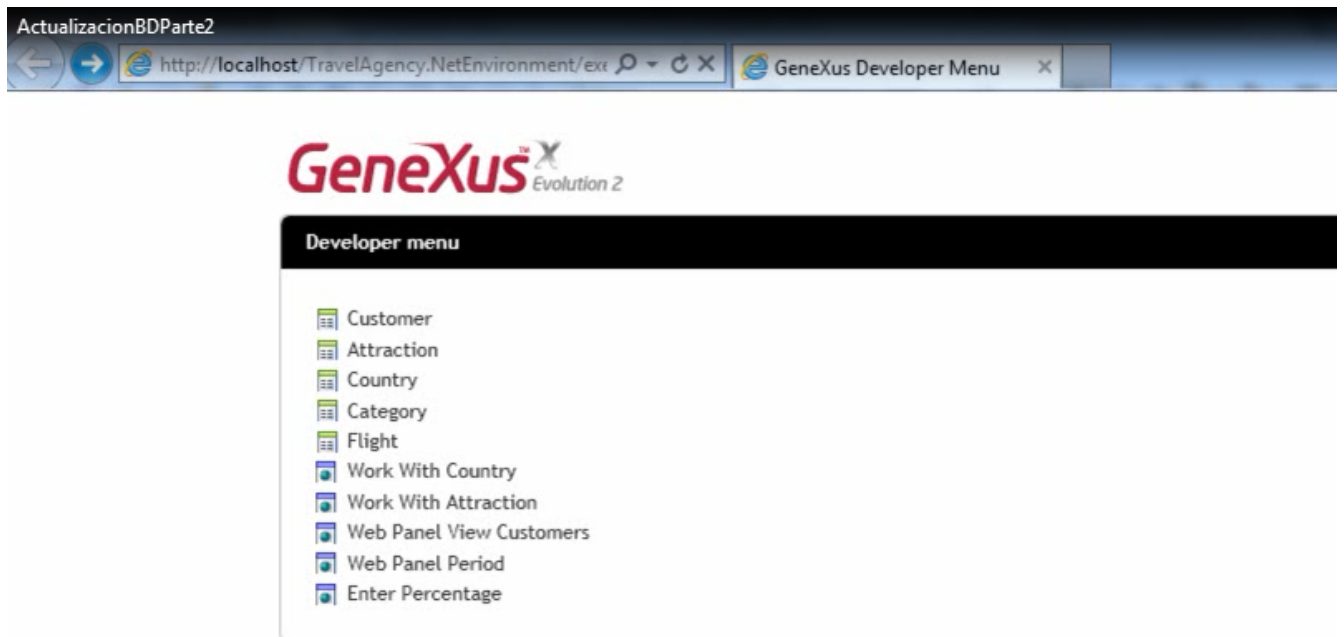 ActualizacionBDParte2
http://localhost/TravelAgency.NetEnvironment/exe
GeneXus Developer Menu
GeneXus™ X
Evolution 2
Developer menu
Customer
Attraction
Country
Category
Flight
Work With Country
Work With Attraction
Web Panel View Customers
Web Panel Period
Enter Percentage